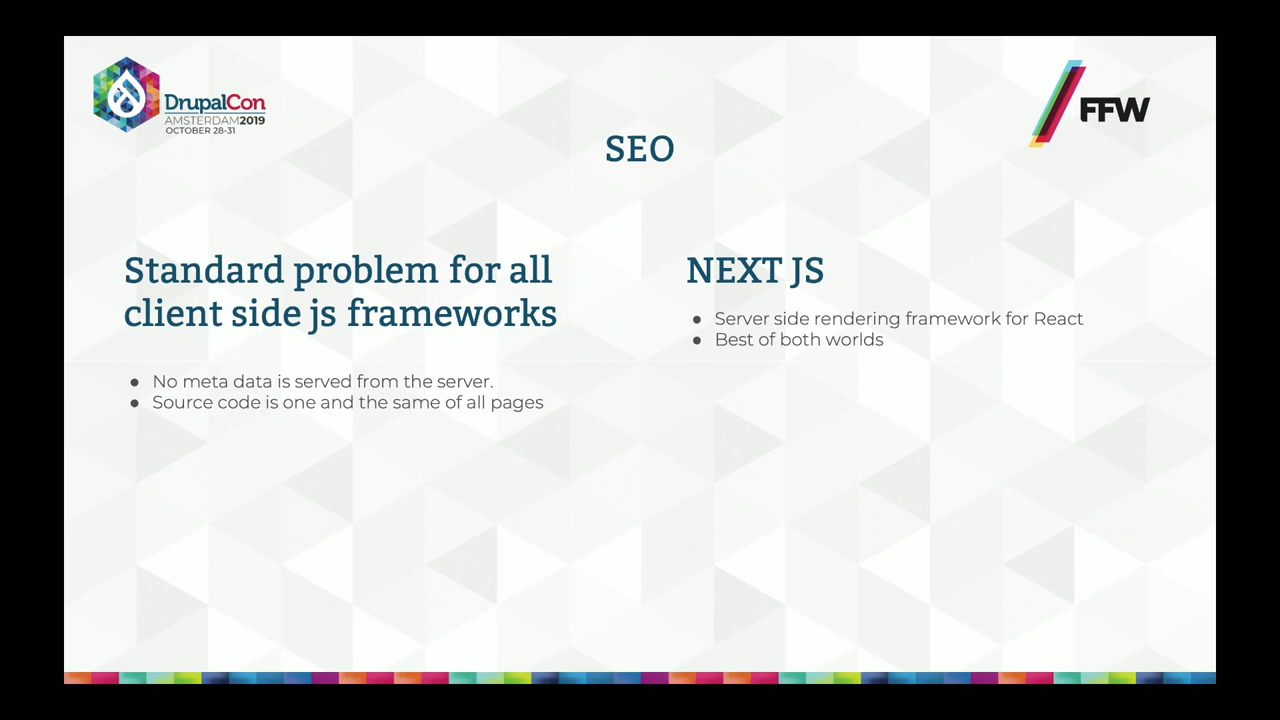 DrupalCon
AMSTERDAM2019
OCTOBER 28-31
FFW
SEO
Standard problem for all
client side js frameworks
● No meta data is served from the server.
● Source code is one and the same of all pages
NEXT JS
● Server side rendering framework for React
● Best of both worlds